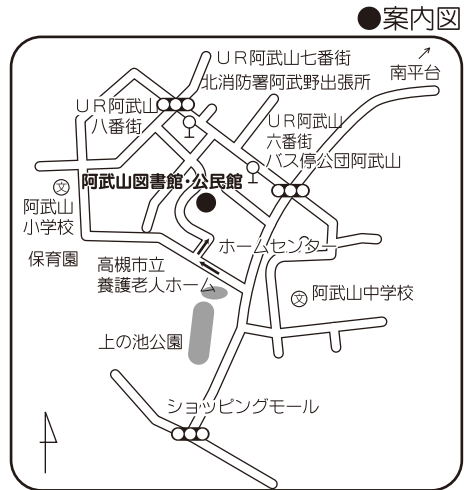 ●案内図
UR阿武山七番街
南平台
北消防署阿武野出張所
UR阿武山
八番街
UR阿武山
六番街
バス停公団阿武山
阿武山図書館・公民館
文
阿武山
小学校
ホームセンター
保育園
高槻市立
養護老人ホーム
文
阿武山中学校
上の池公園
ショッピングモール